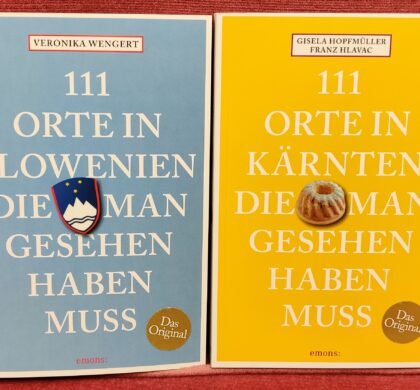 VERONIKA WENGERT
111
ORTE IN
LOWENIEN
DIE MAN
GESEHEN
HABEN
MUSS
Das
Original
emons:
GISELA HOPFMÜLLER
FRANZ HLAVAC
111
ORTE IN
KÄRNTEN
DIE MAN
GESEHEN
HABEN
MUSS
Das
Original
emons: